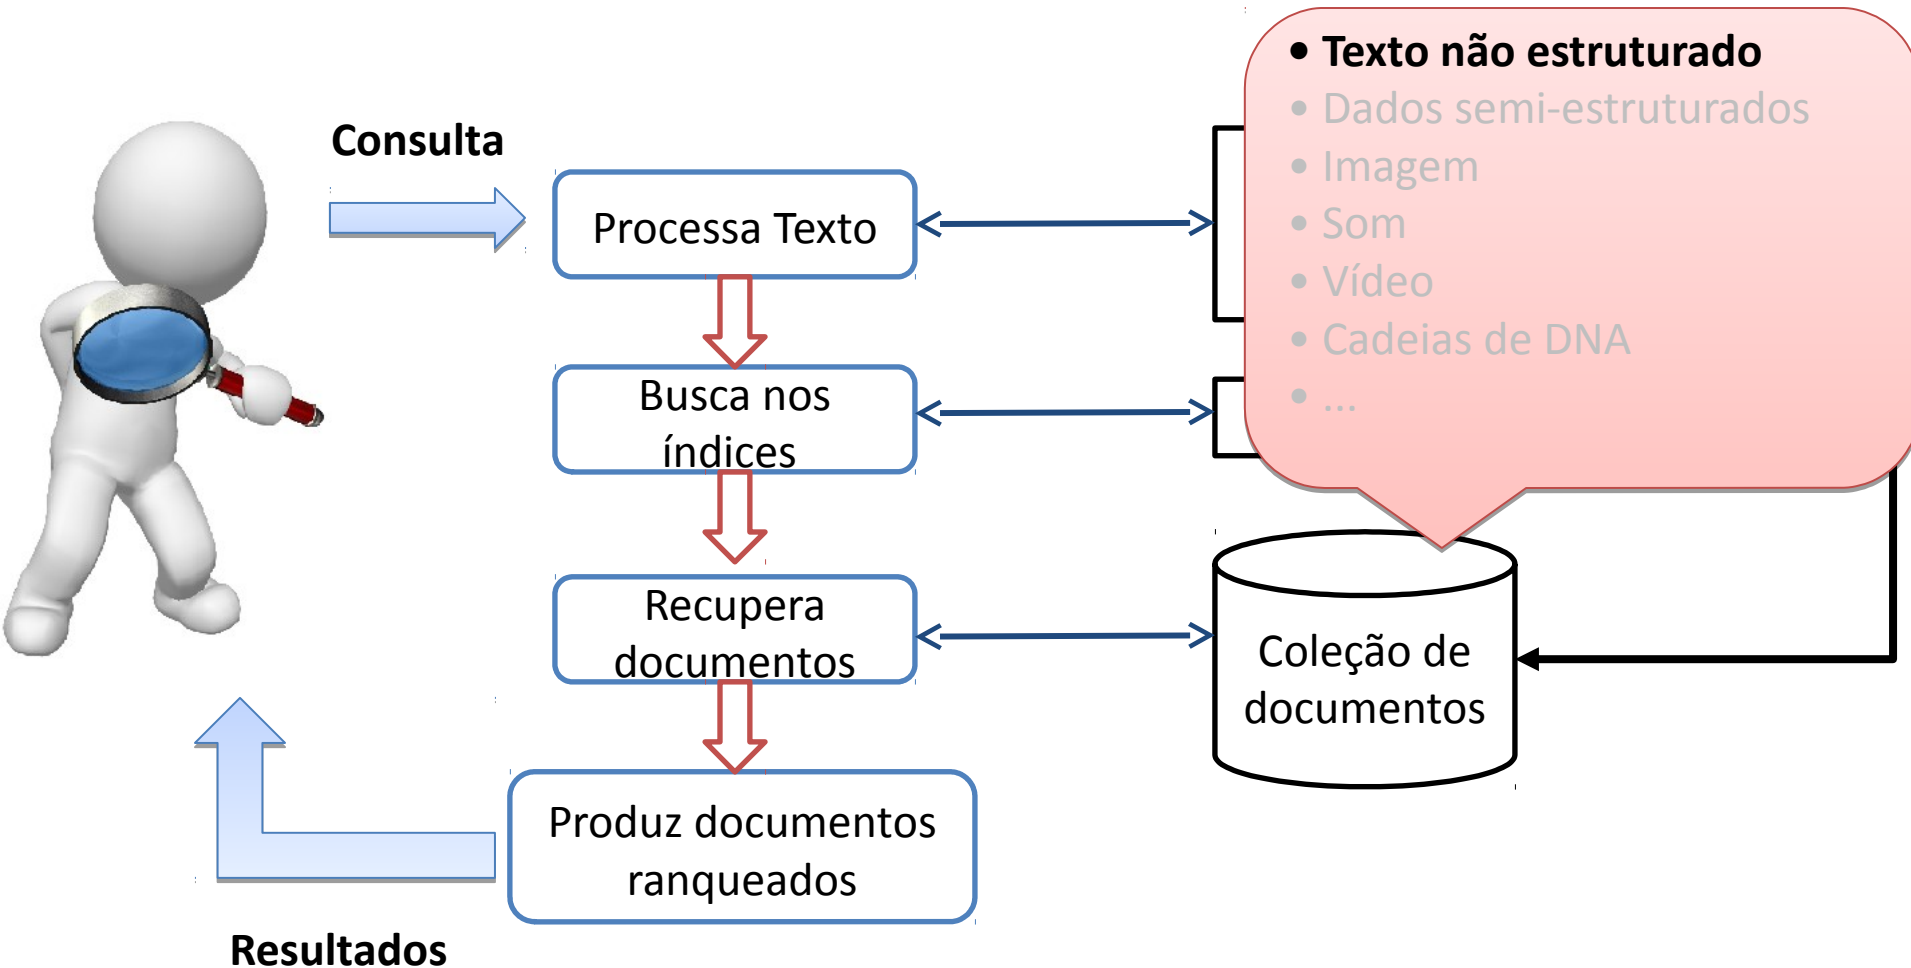 Consulta
Processa Texto
Busca nos
índices
Recupera
documentos
Produz documentos
ranqueados
Resultados
• Texto não estruturado
• Dados semi-estruturados
• Imagem
• Som
• Vídeo
• Cadeias de DNA
• ...
Coleção de
documentos